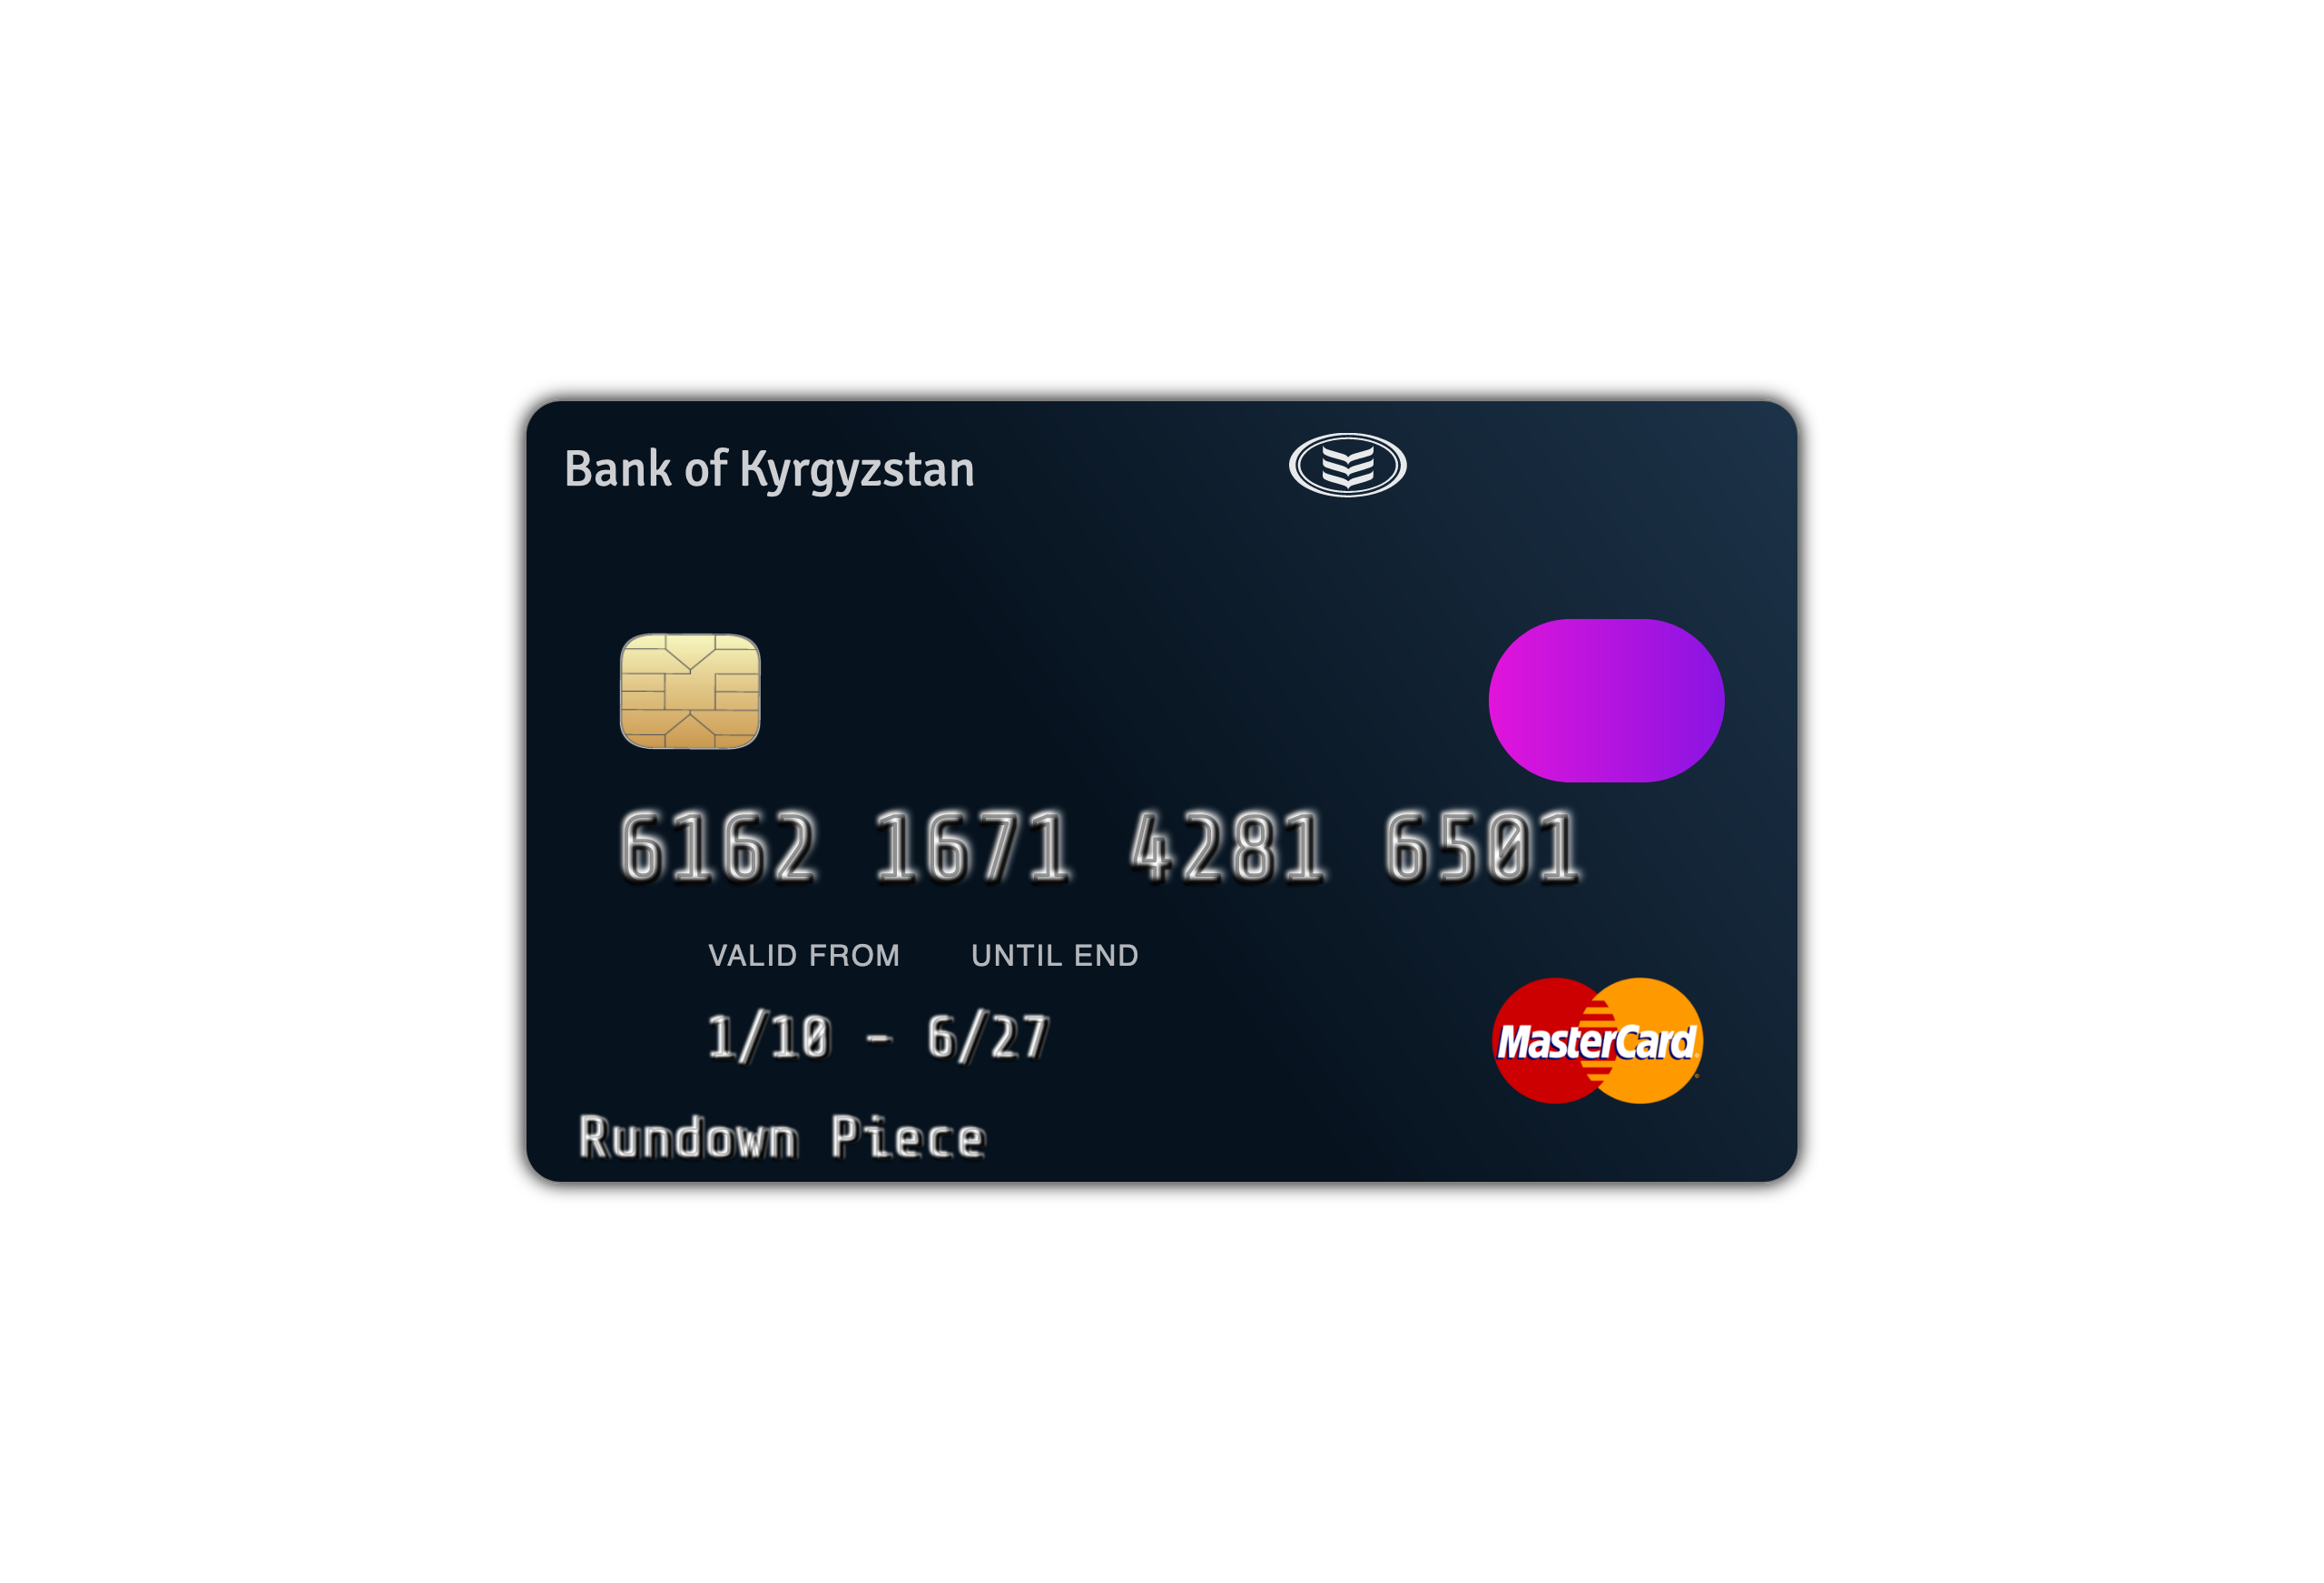 Bank of Kyrgyzstan
6162 1671 4281 6501
VALID FROM UNTIL END
1/10 - 6/27
MasterCard
Rundown Piece